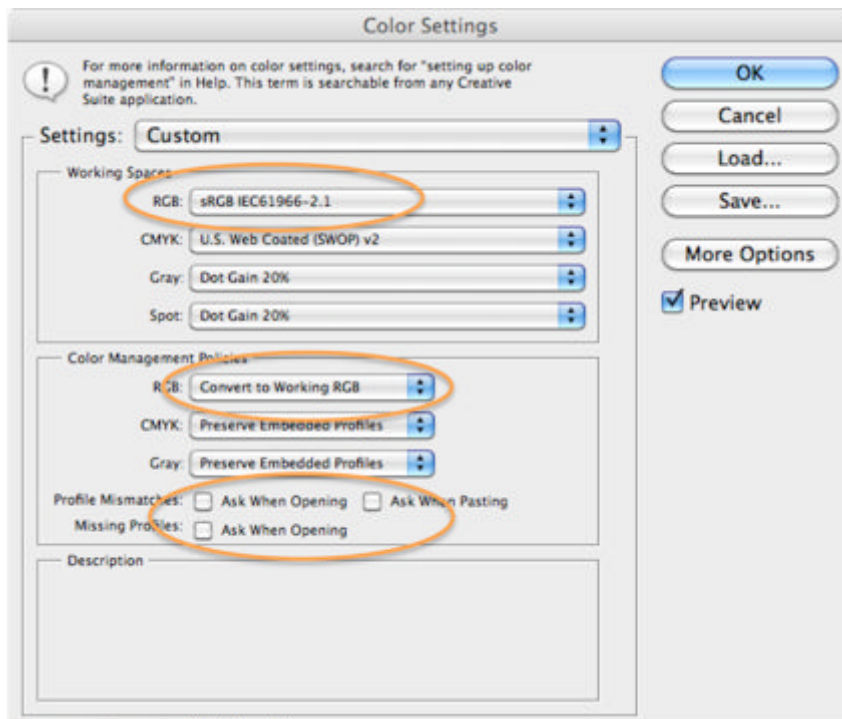 Color Settings
For more information on color settings, search for "setting up color
management" in Help. This term is searchable from any Creative
Suite application.
Settings: Custom
Working Spaces
RGB: sRGB IEC61966-2.1
CMYK: U.S. Web Coated (SWOP) v2
Gray: Dot Gain 20%
Spot: Dot Gain 20%
Color Management Policies
RGB: Convert to Working RGB
CMYK: Preserve Embedded Profiles
Gray: Preserve Embedded Profiles
Profile Mismatches: Ask When Opening Ask When Pasting
Missing Profiles: Ask When Opening
Description
OK
Cancel
Load...
Save...
More Options
Preview